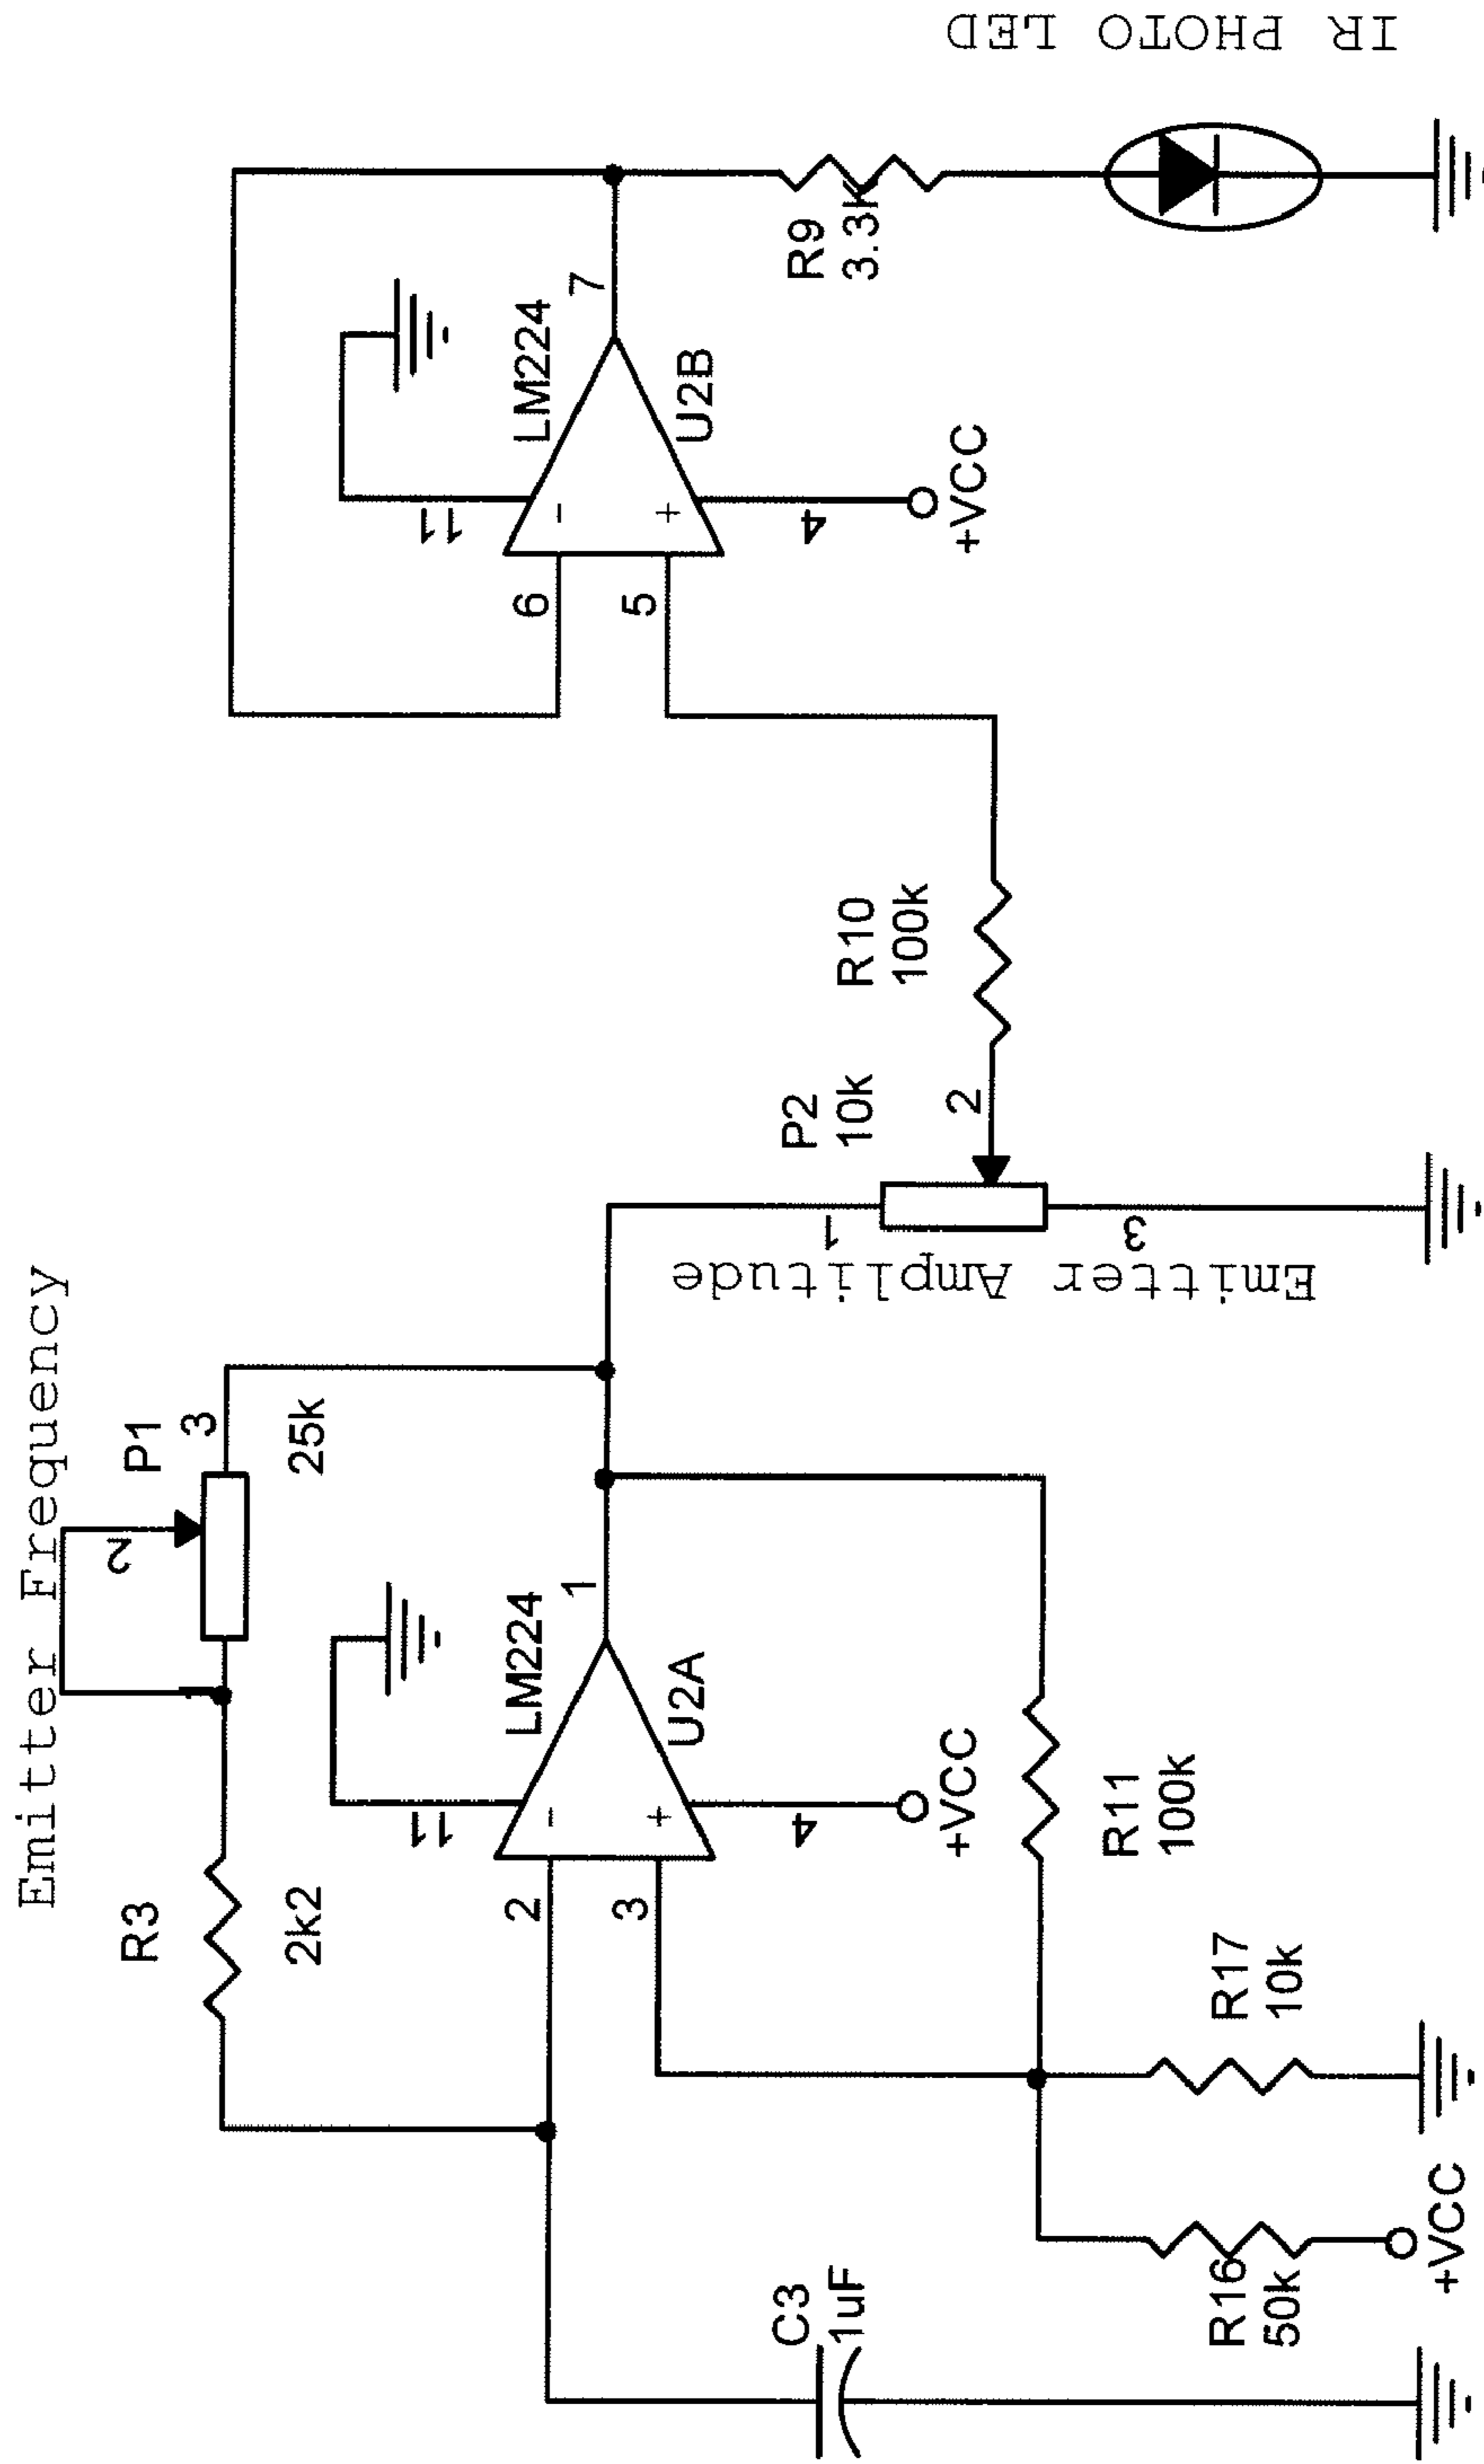 Emitter Frequency
R3
2k2
P1
2
3
25k
LM224
U2A
11
2
3
1
4
+VCC
C3
1uF
R16
50k
+VCC
R17
10k
R11
100k
Emitter Amplitude
P2
10k
1
2
3
R10
100k
LM224
U2B
11
6
5
7
4
+VCC
R9
3.3K
IR PHOTO LED